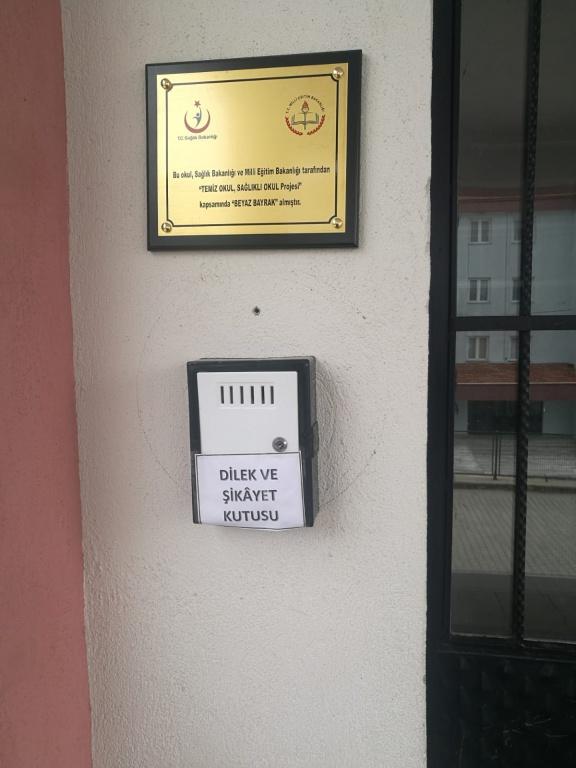 T.C. Sağlık Bakanlığı
T.C. MİLLİ EĞİTİM BAKANLIĞI
Bu okul, Sağlık Bakanlığı ve Milli Eğitim Bakanlığı tarafından
"TEMİZ OKUL, SAĞLIKLI OKUL Projesi"
kapsamında "BEYAZ BAYRAK" almıştır.
DİLEK VE
ŞİKÂYET
KUTUSU